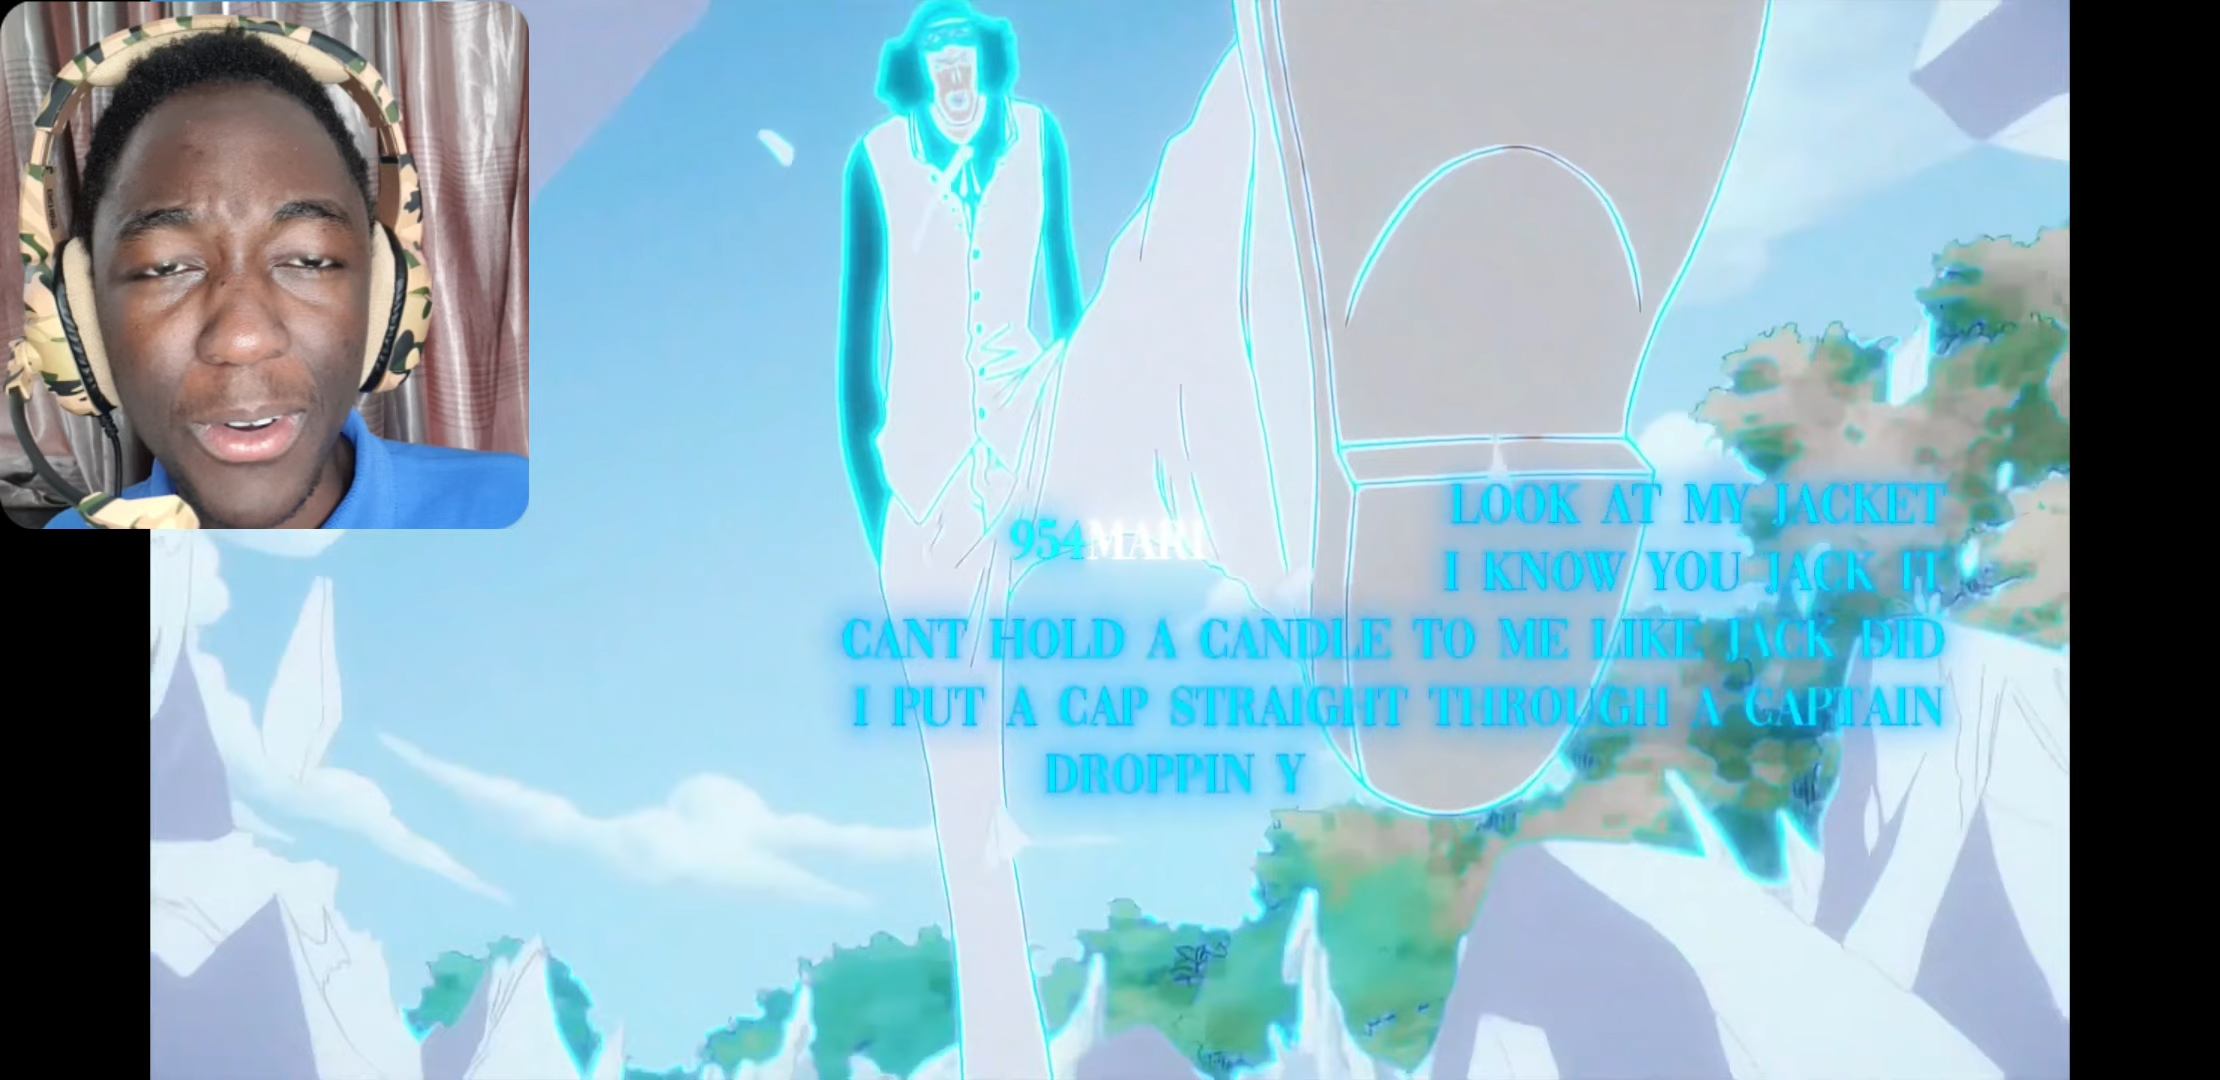 954MARI
LOOK AT MY JACKET
I KNOW YOU JACK IT
CANT HOLD A CANDLE TO ME LIKE JACK DID
I PUT A CAP STRAIGHT THROUGH A CAPTAIN
DROPPIN Y